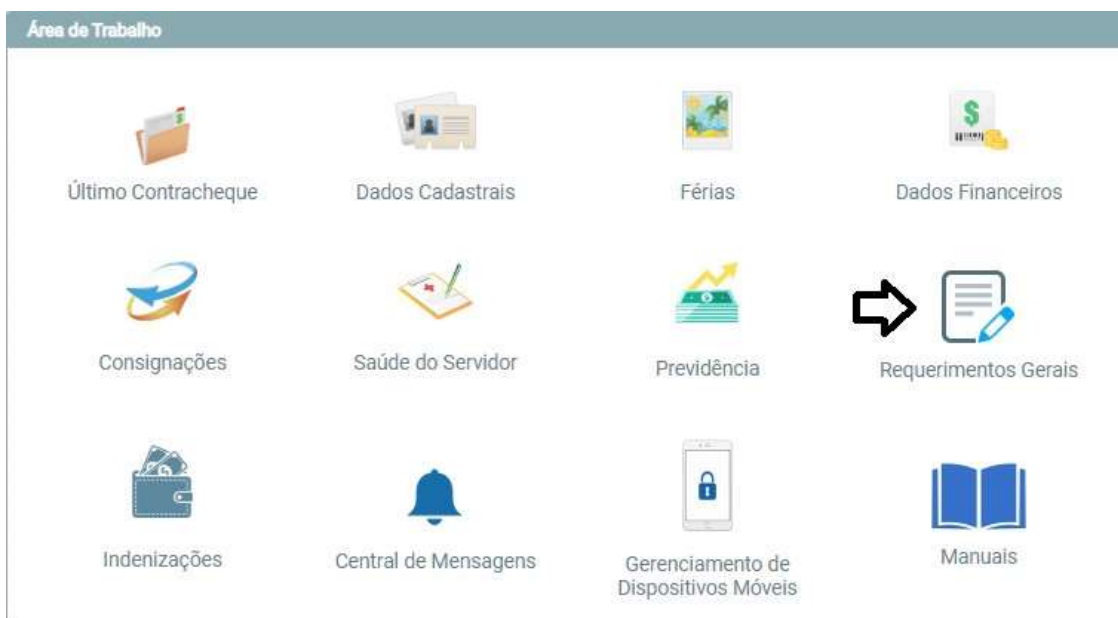 Área de Trabalho
Último Contracheque
Dados Cadastrais
Férias
Dados Financeiros
Consignações
Saúde do Servidor
Previdência
Requerimentos Gerais
Indenizações
Central de Mensagens
Gerenciamento de
Dispositivos Móveis
Manuais